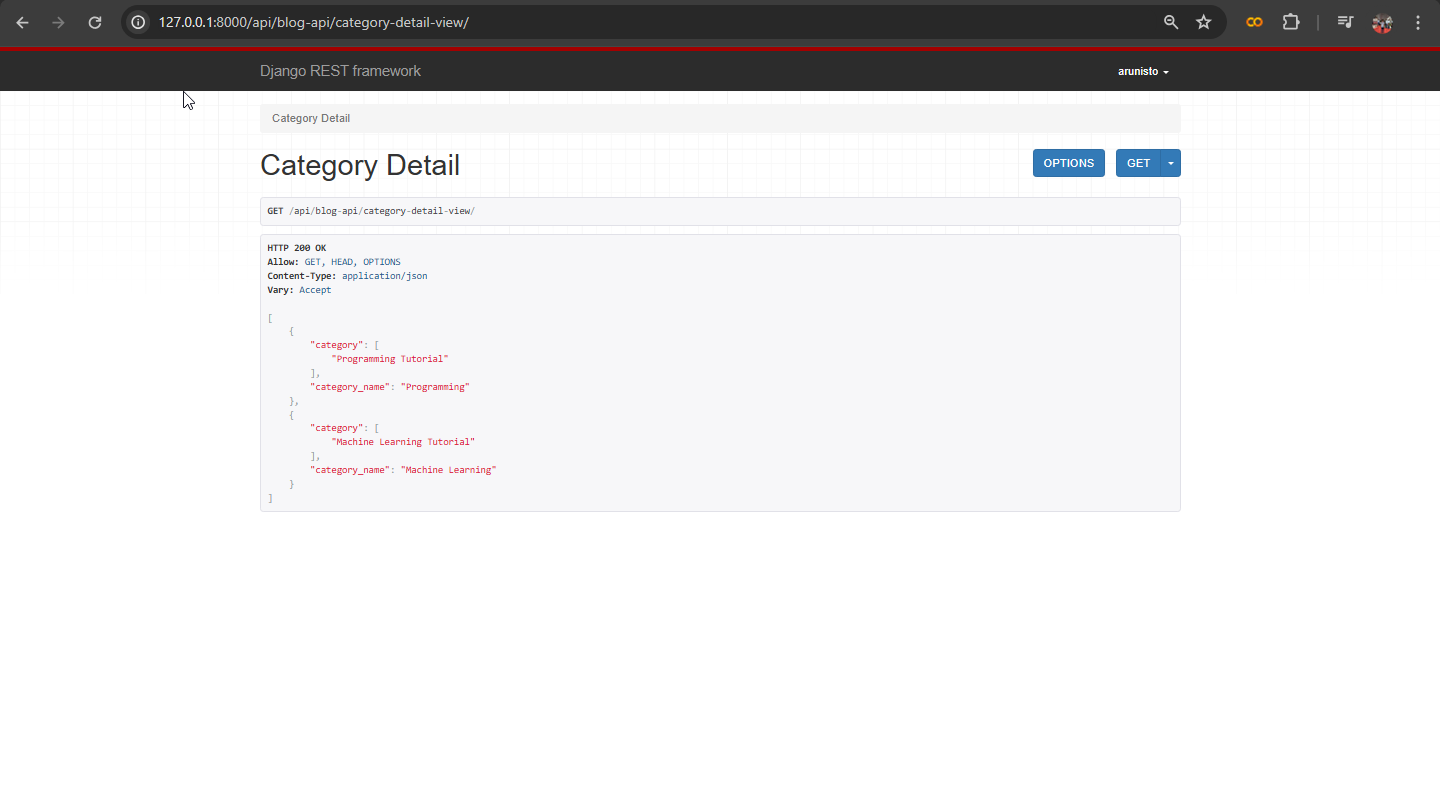 127.0.0.1:8000/api/blog-api/category-detail-view/
Django REST framework
arunisto
Category Detail
Category Detail
OPTIONS
GET
GET /api/blog-api/category-detail-view/
HTTP 200 OK
Allow: GET, HEAD, OPTIONS
Content-Type: application/json
Vary: Accept
[
    {
        "category": [
            "Programming Tutorial"
        ],
        "category_name": "Programming"
    },
    {
        "category": [
            "Machine Learning Tutorial"
        ],
        "category_name": "Machine Learning"
    }
]